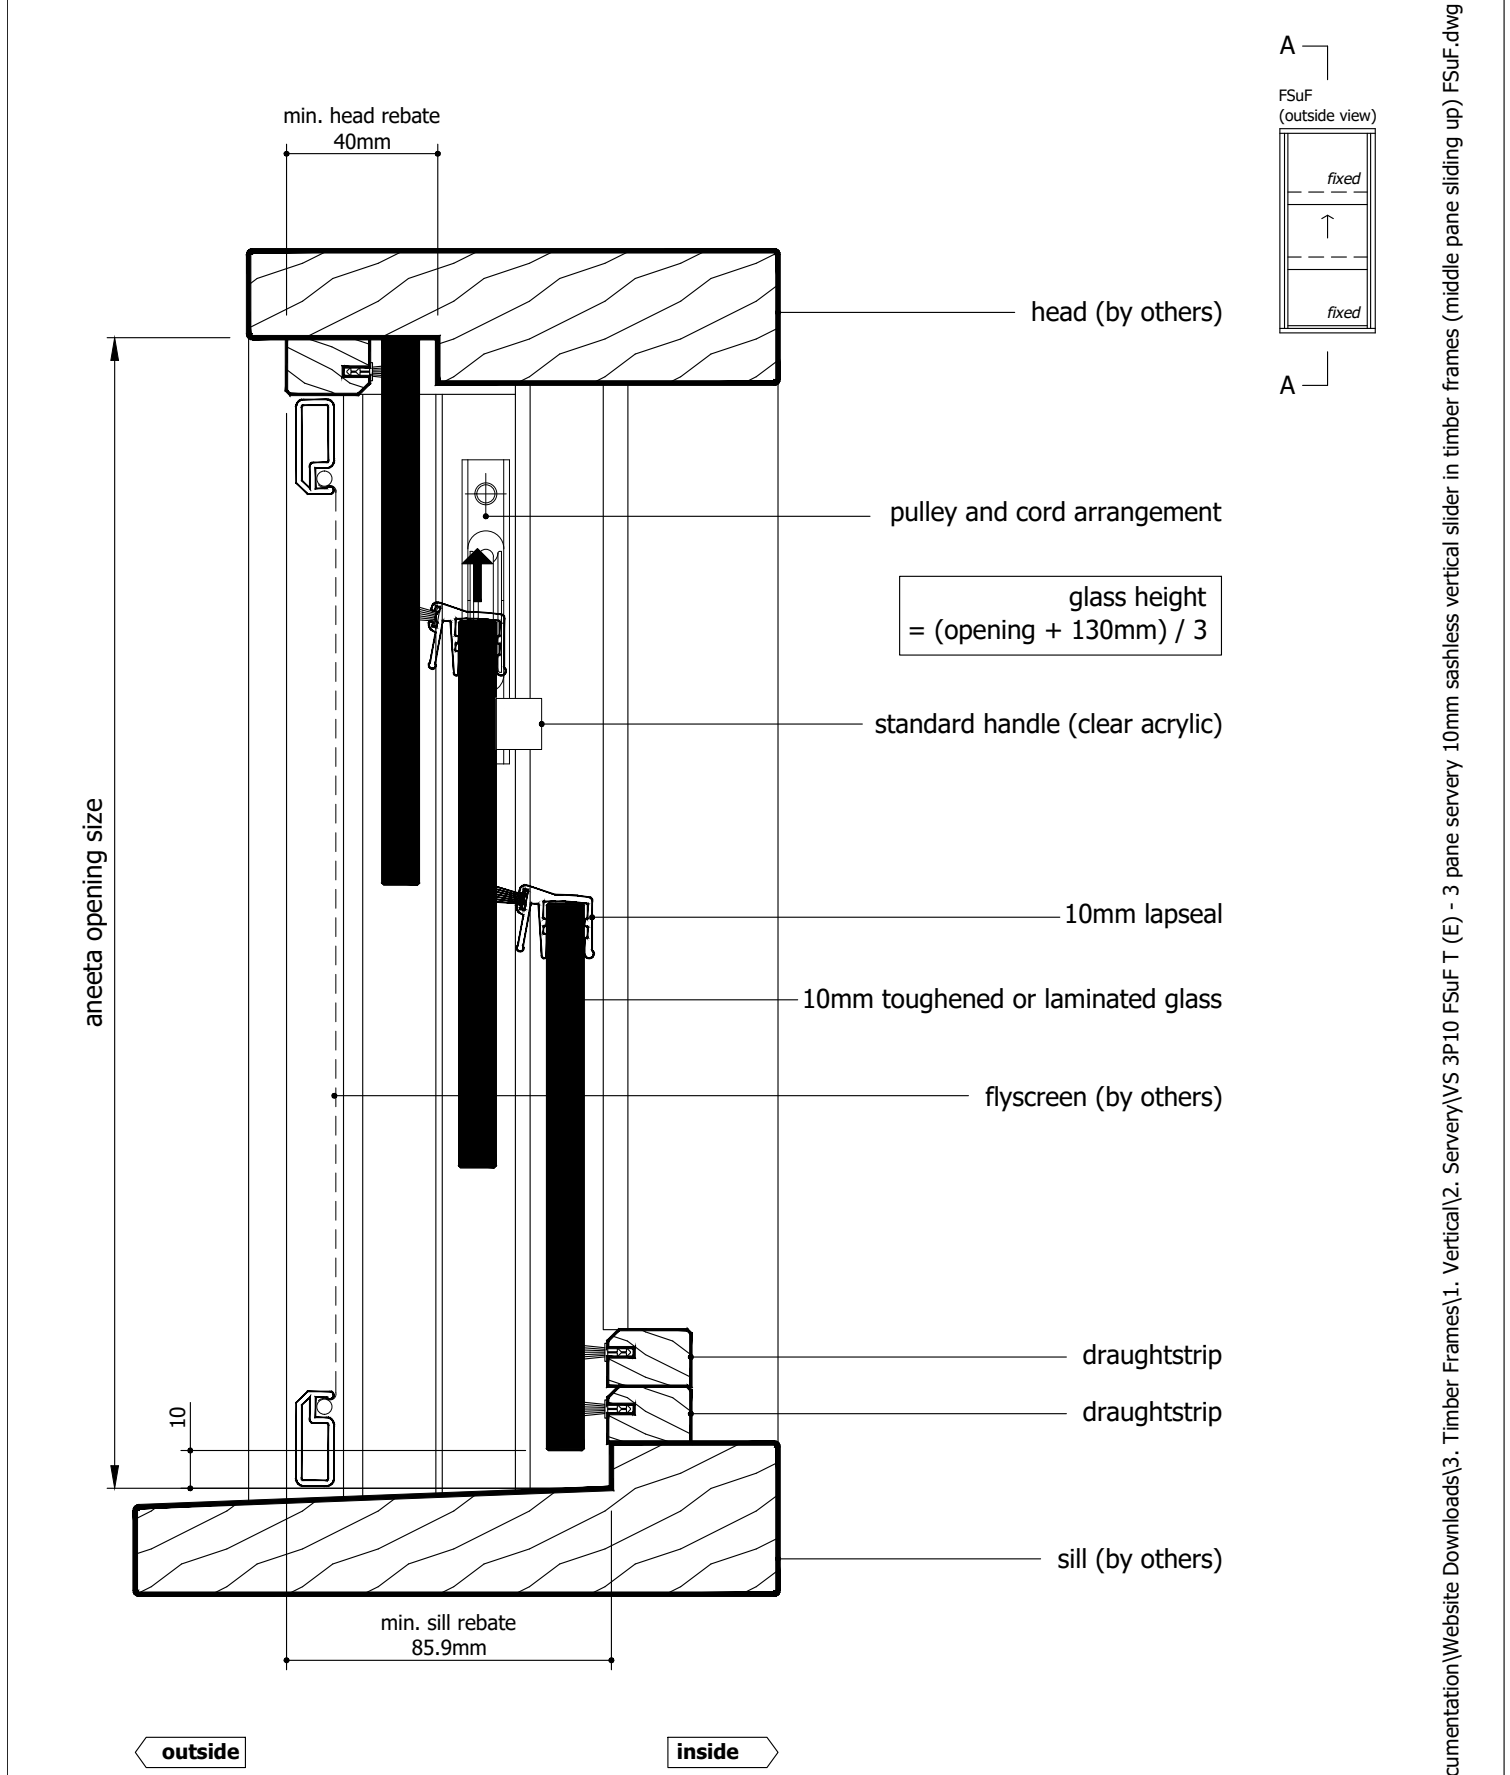 A
FSuF
(outside view)
fixed
fixed
A
min. head rebate
40mm
head (by others)
pulley and cord arrangement
glass height
= (opening + 130mm) / 3
standard handle (clear acrylic)
aneeta opening size
10mm lapseal
10mm toughened or laminated glass
flyscreen (by others)
draughtstrip
draughtstrip
10
sill (by others)
min. sill rebate
85.9mm
outside
inside
cumentation\Website Downloads\3. Timber Frames\1. Vertical\2. Servery\VS 3P10 FSuF T (E) - 3 pane servery 10mm sashless vertical slider in timber frames (middle pane sliding up) FSuF.dwg